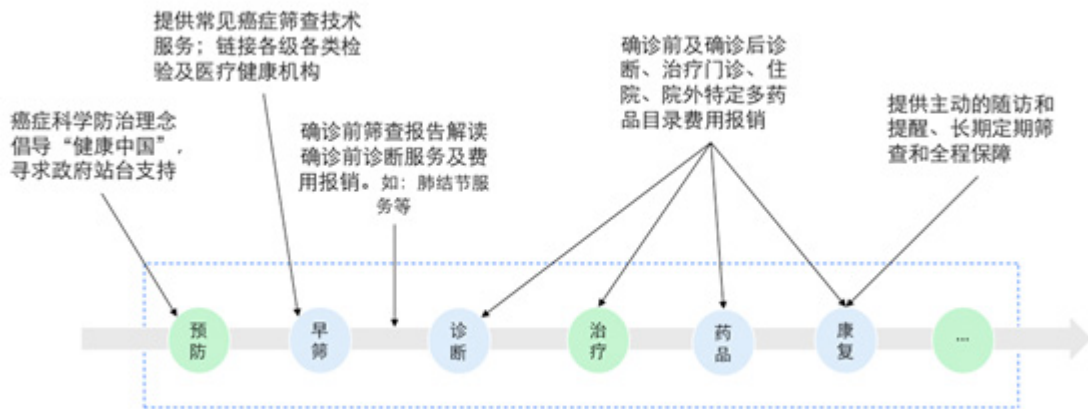 提供常见癌症筛查技术
服务；链接各级各类检
验及医疗健康机构
确诊前及确诊后诊
断、治疗门诊、住
院、院外特定多药
品目录费用报销
癌症科学防治理念
倡导“健康中国”，
寻求政府站台支持
确诊前筛查报告解读
确诊前诊断服务及费
用报销。如：肺结节服
务等
提供主动的随访和
提醒、长期定期筛
查和全程保障
预
防
早
筛
诊
断
治
疗
药
品
康
复
...